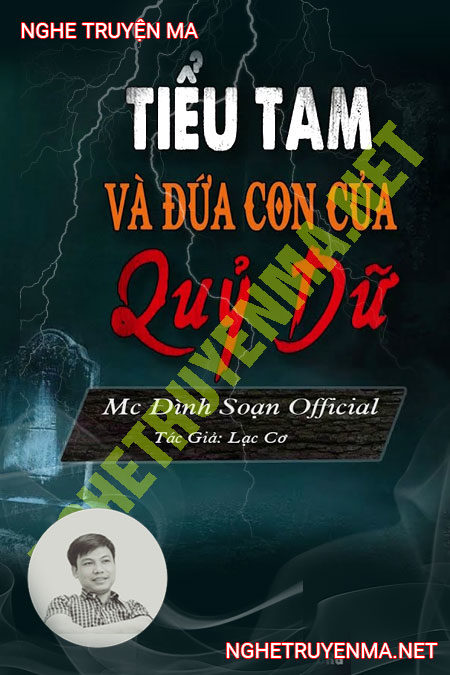 NGHE TRUYỆN MA
TIỂU TAM
VÀ ĐỨA CON CỦA
Quỷ Dữ
NGHETRUYENMA.NET
Mc Đình Soạn Official
Tác Giả: Lạc Cơ
NGHETRUYENMA.NET